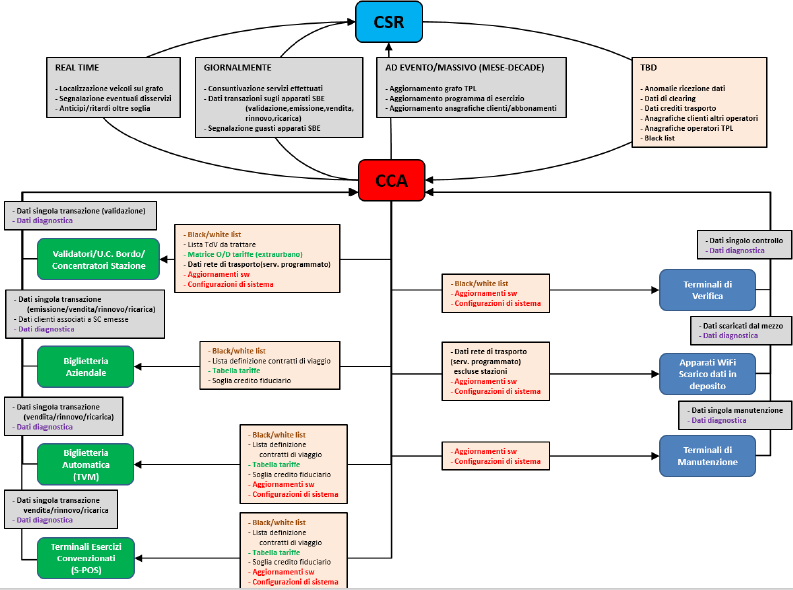 CSR
REAL TIME
- Localizzazione veicoli sul grafo
- Segnalazione eventuali disservizi
- Anticipi/ritardi oltre soglia
GIORNALMENTE
- Consuntivazione servizi effettuati
- Dati transazioni sugli apparati SBE
(validazione,emissione,vendita,
rinnovo,ricarica)
- Segnalazione guasti apparati SBE
AD EVENTO/MASSIVO (MESE-DECADE)
- Aggiornamento grafo TPL
- Aggiornamento programma di esercizio
- Aggiornamento anagrafiche clienti/abbonamenti
TBD
- Anomalie ricezione dati
- Dati di clearing
- Dati crediti trasporto
- Anagrafiche clienti altri operatori
- Anagrafiche operatori TPL
- Black list
CCA
- Dati singola transazione (validazione)
- Dati diagnostica
Validatori/U.C. Bordo/
Concentratori Stazione
- Black/white list
- Lista TdV da trattare
- Matrice O/D tariffe (extraurbano)
- Dati rete di trasporto(serv. programmato)
- Aggiornamenti sw
- Configurazioni di sistema
- Dati singolo controllo
- Dati diagnostica
- Black/white list
- Aggiornamenti sw
- Configurazioni di sistema
Terminali di
Verifica
- Dati singola transazione
(emissione/vendita/rinnovo/ricarica)
- Dati clienti associati a SC emesse
- Dati diagnostica
Biglietteria
Aziendale
- Black/white list
- Lista definizione contratti di viaggio
- Tabella tariffe
- Soglia credito fiduciario
- Dati scaricati dal mezzo
- Dati diagnostica
- Dati rete di trasporto
(serv. programmato)
escluse stazioni
- Aggiornamenti sw
- Configurazioni di sistema
Apparati WiFi
Scarico dati in
deposito
- Dati singola transazione
(vendita/rinnovo/ricarica)
- Dati diagnostica
Biglietteria
Automatica
(TVM)
- Black/white list
- Lista definizione
contratti di viaggio
- Tabella tariffe
- Soglia credito fiduciario
- Aggiornamenti sw
- Configurazioni di sistema
- Dati singola manutenzione
- Dati diagnostica
- Aggiornamenti sw
- Configurazioni di sistema
Terminali di
Manutenzione
- Dati singola transazione
vendita/rinnovo/ricarica
- Dati diagnostica
Terminali Esercizi
Convenzionati
(S-POS)
- Black/white list
- Lista definizione
contratti di viaggio
- Tabella tariffe
- Soglia credito fiduciario
- Aggiornamenti sw
- Configurazioni di sistema